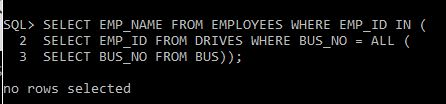 SQL> SELECT EMP_NAME FROM EMPLOYEES WHERE EMP_ID IN (
2 SELECT EMP_ID FROM DRIVES WHERE BUS_NO = ALL (
3 SELECT BUS_NO FROM BUS));
no rows selected